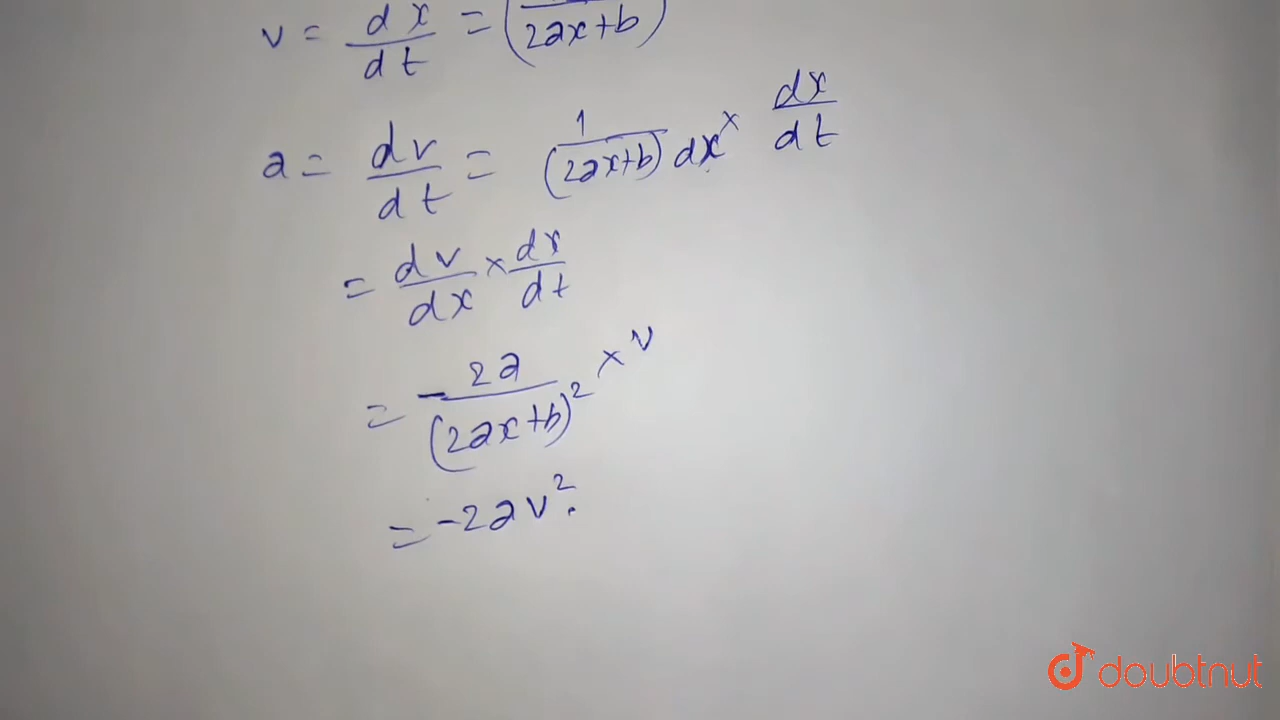 v = dx/dt = (1/2ax+b)
a = dv/dt = 1/(2ax+b) dx × dx/dt
= dv/dx × dx/dt
= -2a/(2ax+b)² × v
= -2av².
doubtnut